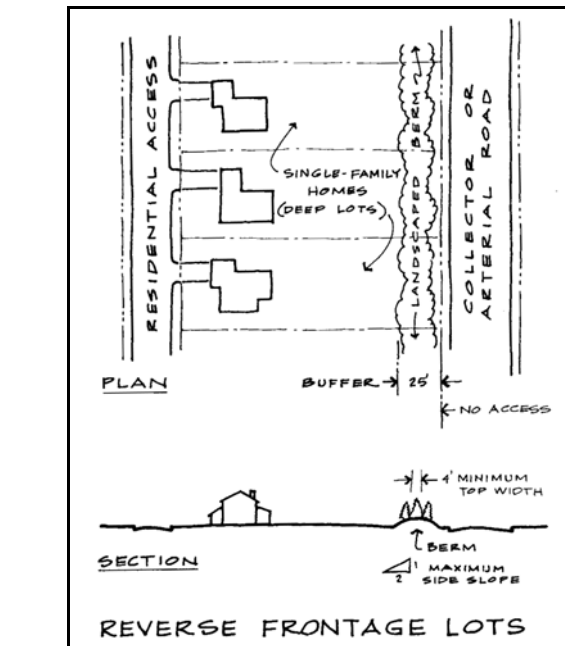 RESIDENTIAL ACCESS
SINGLE-FAMILY
HOMES
(DEEP LOTS)
LANDSCAPED BERM
COLLECTOR OR
ARTERIAL ROAD
PLAN
BUFFER
25'
NO ACCESS
4' MINIMUM
TOP WIDTH
BERM
1
2
MAXIMUM
SIDE SLOPE
SECTION
REVERSE FRONTAGE LOTS